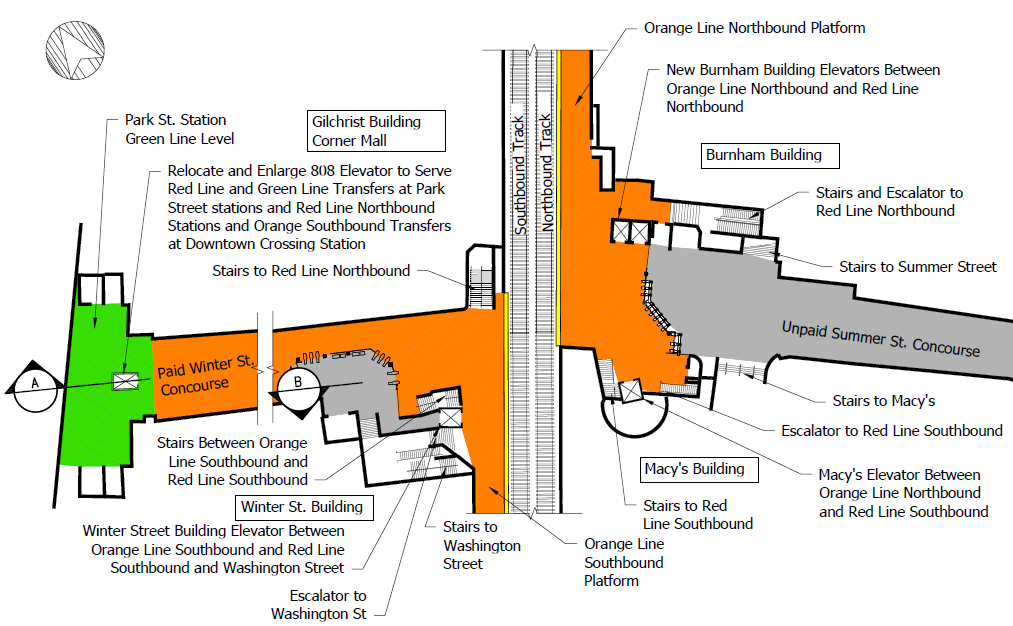 Orange Line Northbound Platform
New Burnham Building Elevators Between
Orange Line Northbound and Red Line
Northbound
Park St. Station
Green Line Level
Gilchrist Building
Corner Mall
Burnham Building
Relocate and Enlarge 808 Elevator to Serve
Red Line and Green Line Transfers at Park
Street stations and Red Line Northbound
Stations and Orange Southbound Transfers
at Downtown Crossing Station
Southbound Track
Northbound Track
Stairs and Escalator to
Red Line Northbound
Stairs to Red Line Northbound
Stairs to Summer Street
Unpaid Summer St. Concourse
Paid Winter St.
Concourse
A
B
Stairs to Macy's
Escalator to Red Line Southbound
Stairs Between Orange
Line Southbound and
Red Line Southbound
Macy's Building
Macy's Elevator Between
Orange Line Northbound
and Red Line Southbound
Winter St. Building
Stairs to Red
Line Southbound
Winter Street Building Elevator Between
Orange Line Southbound and Red Line
Southbound and Washington Street
Stairs to
Washington
Street
Orange Line
Southbound
Platform
Escalator to
Washington St